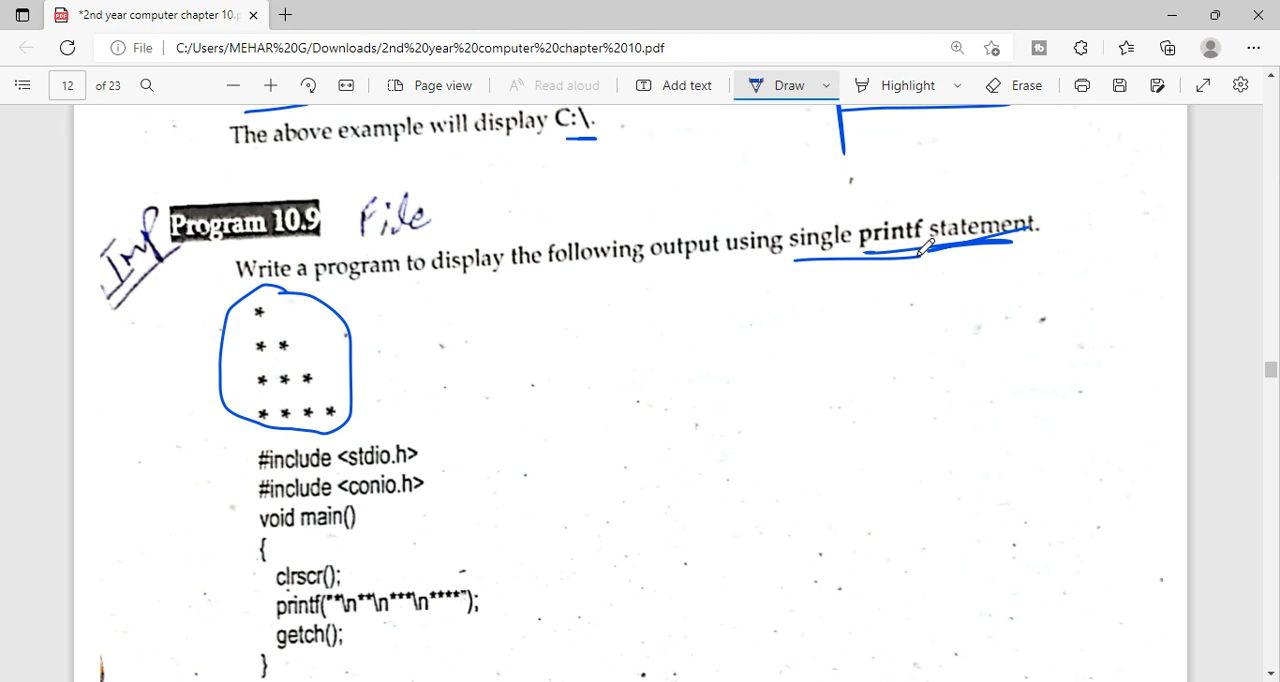 *2nd year computer chapter 10.p
File
C:/Users/MEHAR%20G/Downloads/2nd%20year%20computer%20chapter%2010.pdf
12 of 23
Page view
Read aloud
Add text
Draw
Highlight
Erase
The above example will display C:\.
Imp
Program 10.9
File
Write a program to display the following output using single printf statement.
*
* *
* * *
* * * *
#include <stdio.h>
#include <conio.h>
void main()
{
clrscr();
printf("*\n**\n***\n****");
getch();
}